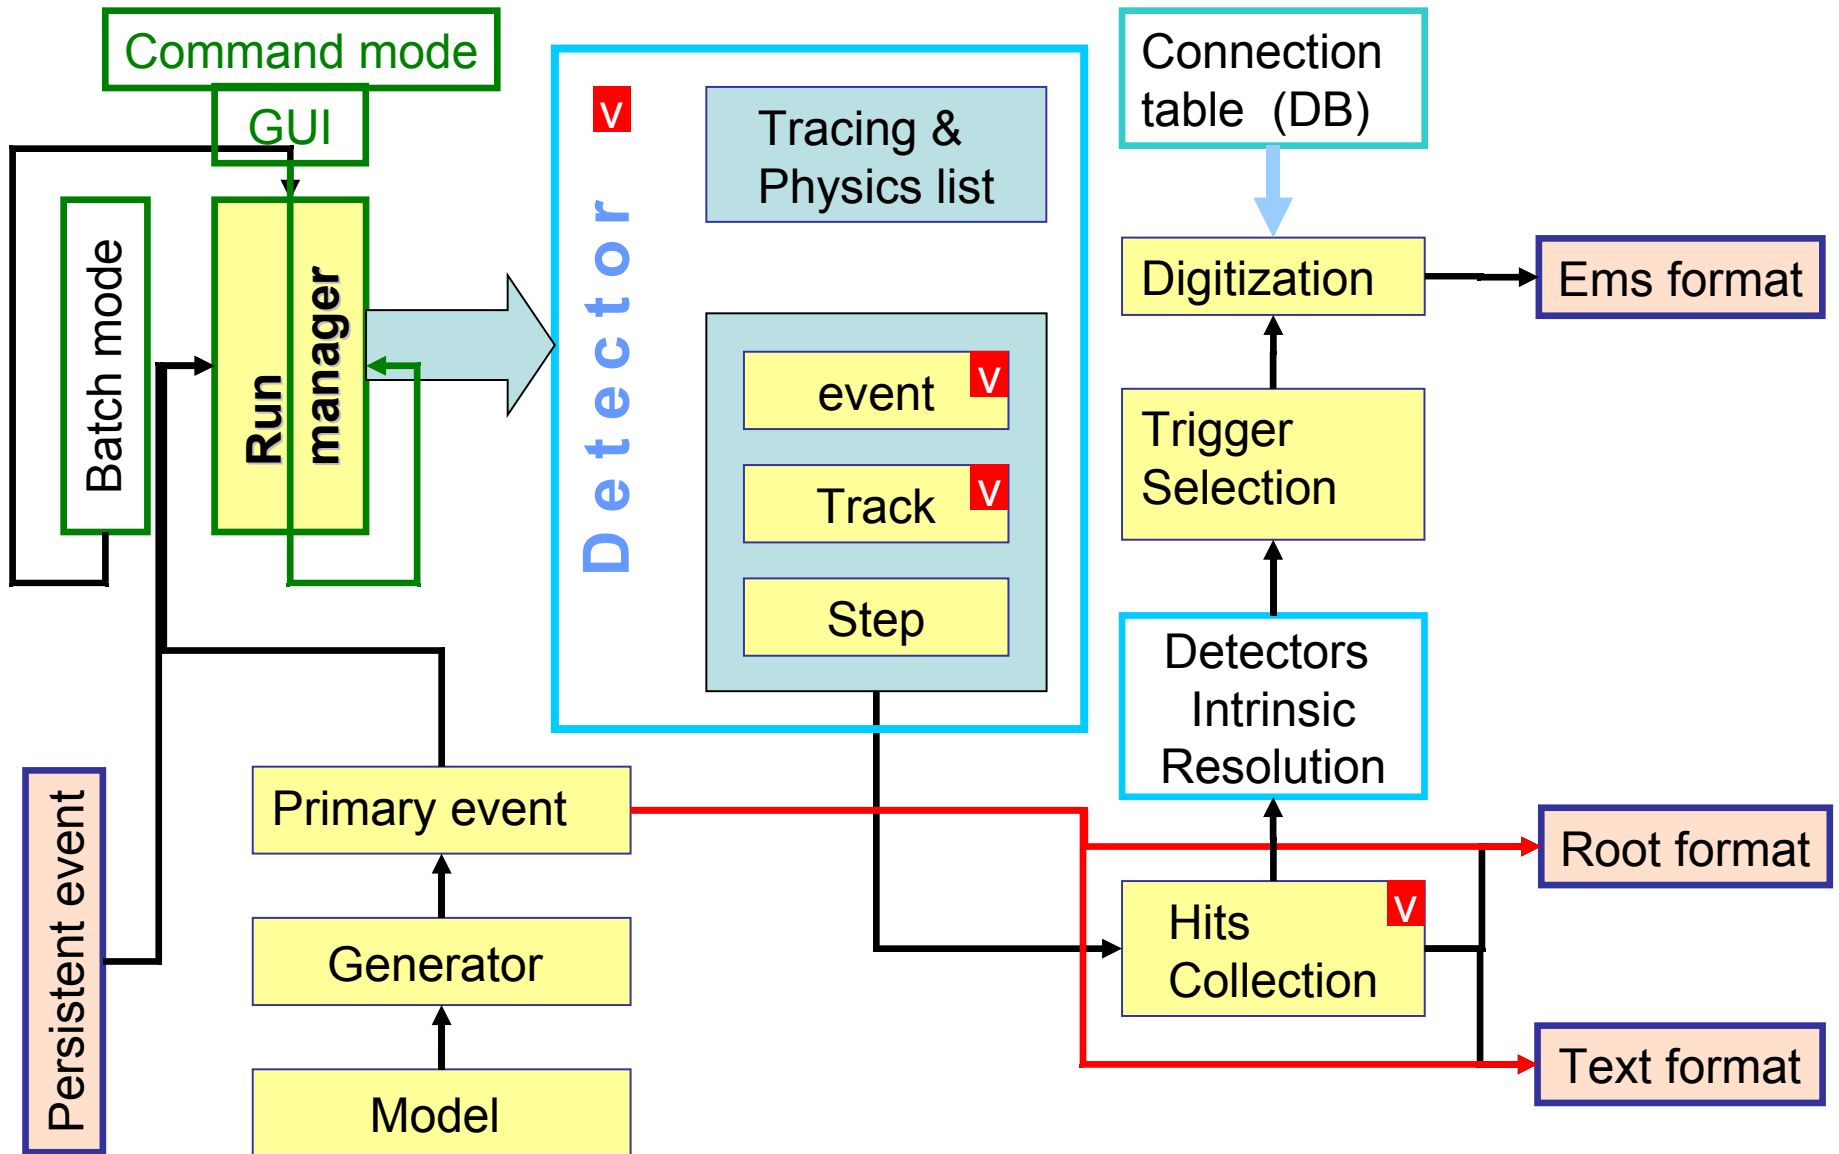 Command mode
GUI
Batch mode
Run
manager
Detector
v
Tracing &
Physics list
event
v
Track
v
Step
Connection
table (DB)
Digitization
Ems format
Trigger
Selection
Detectors
Intrinsic
Resolution
Persistent event
Primary event
Generator
Model
Hits
Collection
v
Root format
Text format